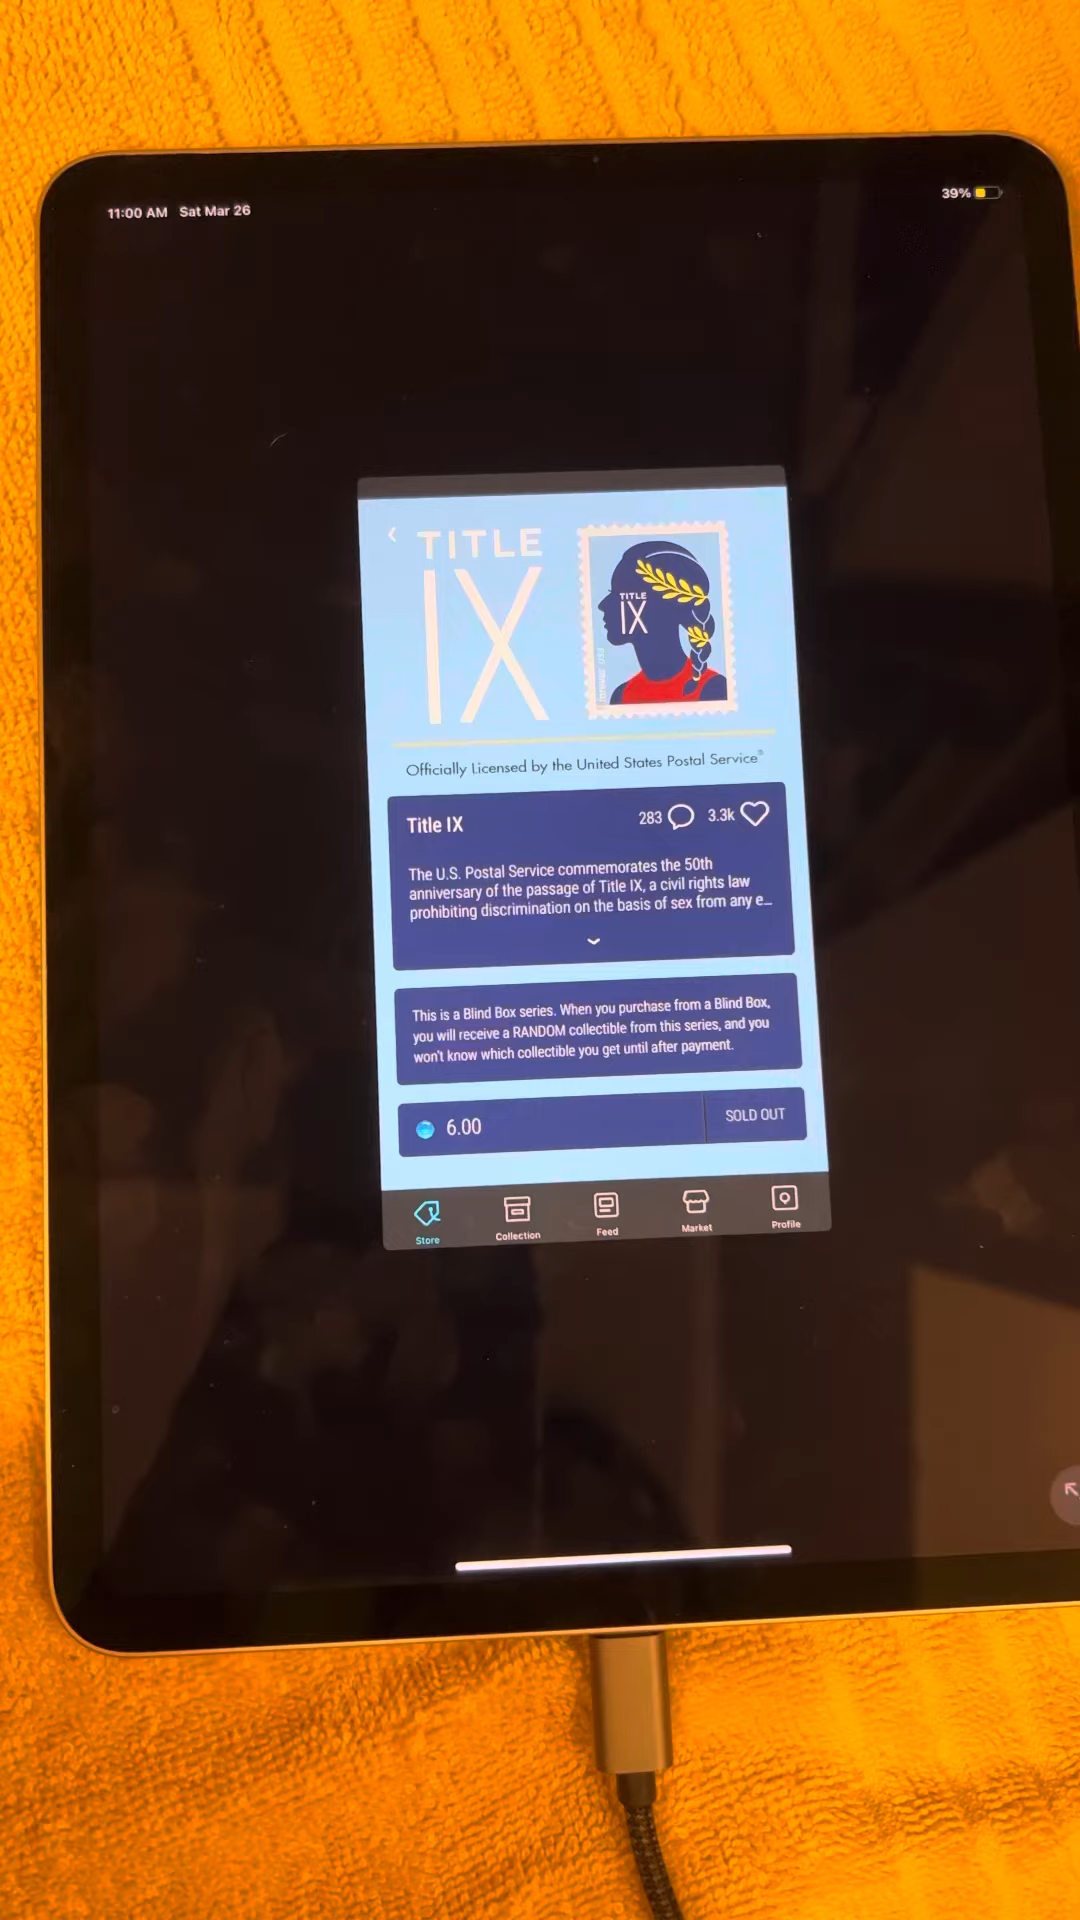 11:00 AM Sat Mar 26
39%
TITLE
IX
TITLE
IX
Officially Licensed by the United States Postal Service®
Title IX
283
3.3k
The U.S. Postal Service commemorates the 50th
anniversary of the passage of Title IX, a civil rights law
prohibiting discrimination on the basis of sex from any e...
This is a Blind Box series. When you purchase from a Blind Box,
you will receive a RANDOM collectible from this series, and you
won't know which collectible you get until after payment.
6.00
SOLD OUT
Store
Collection
Feed
Market
Profile